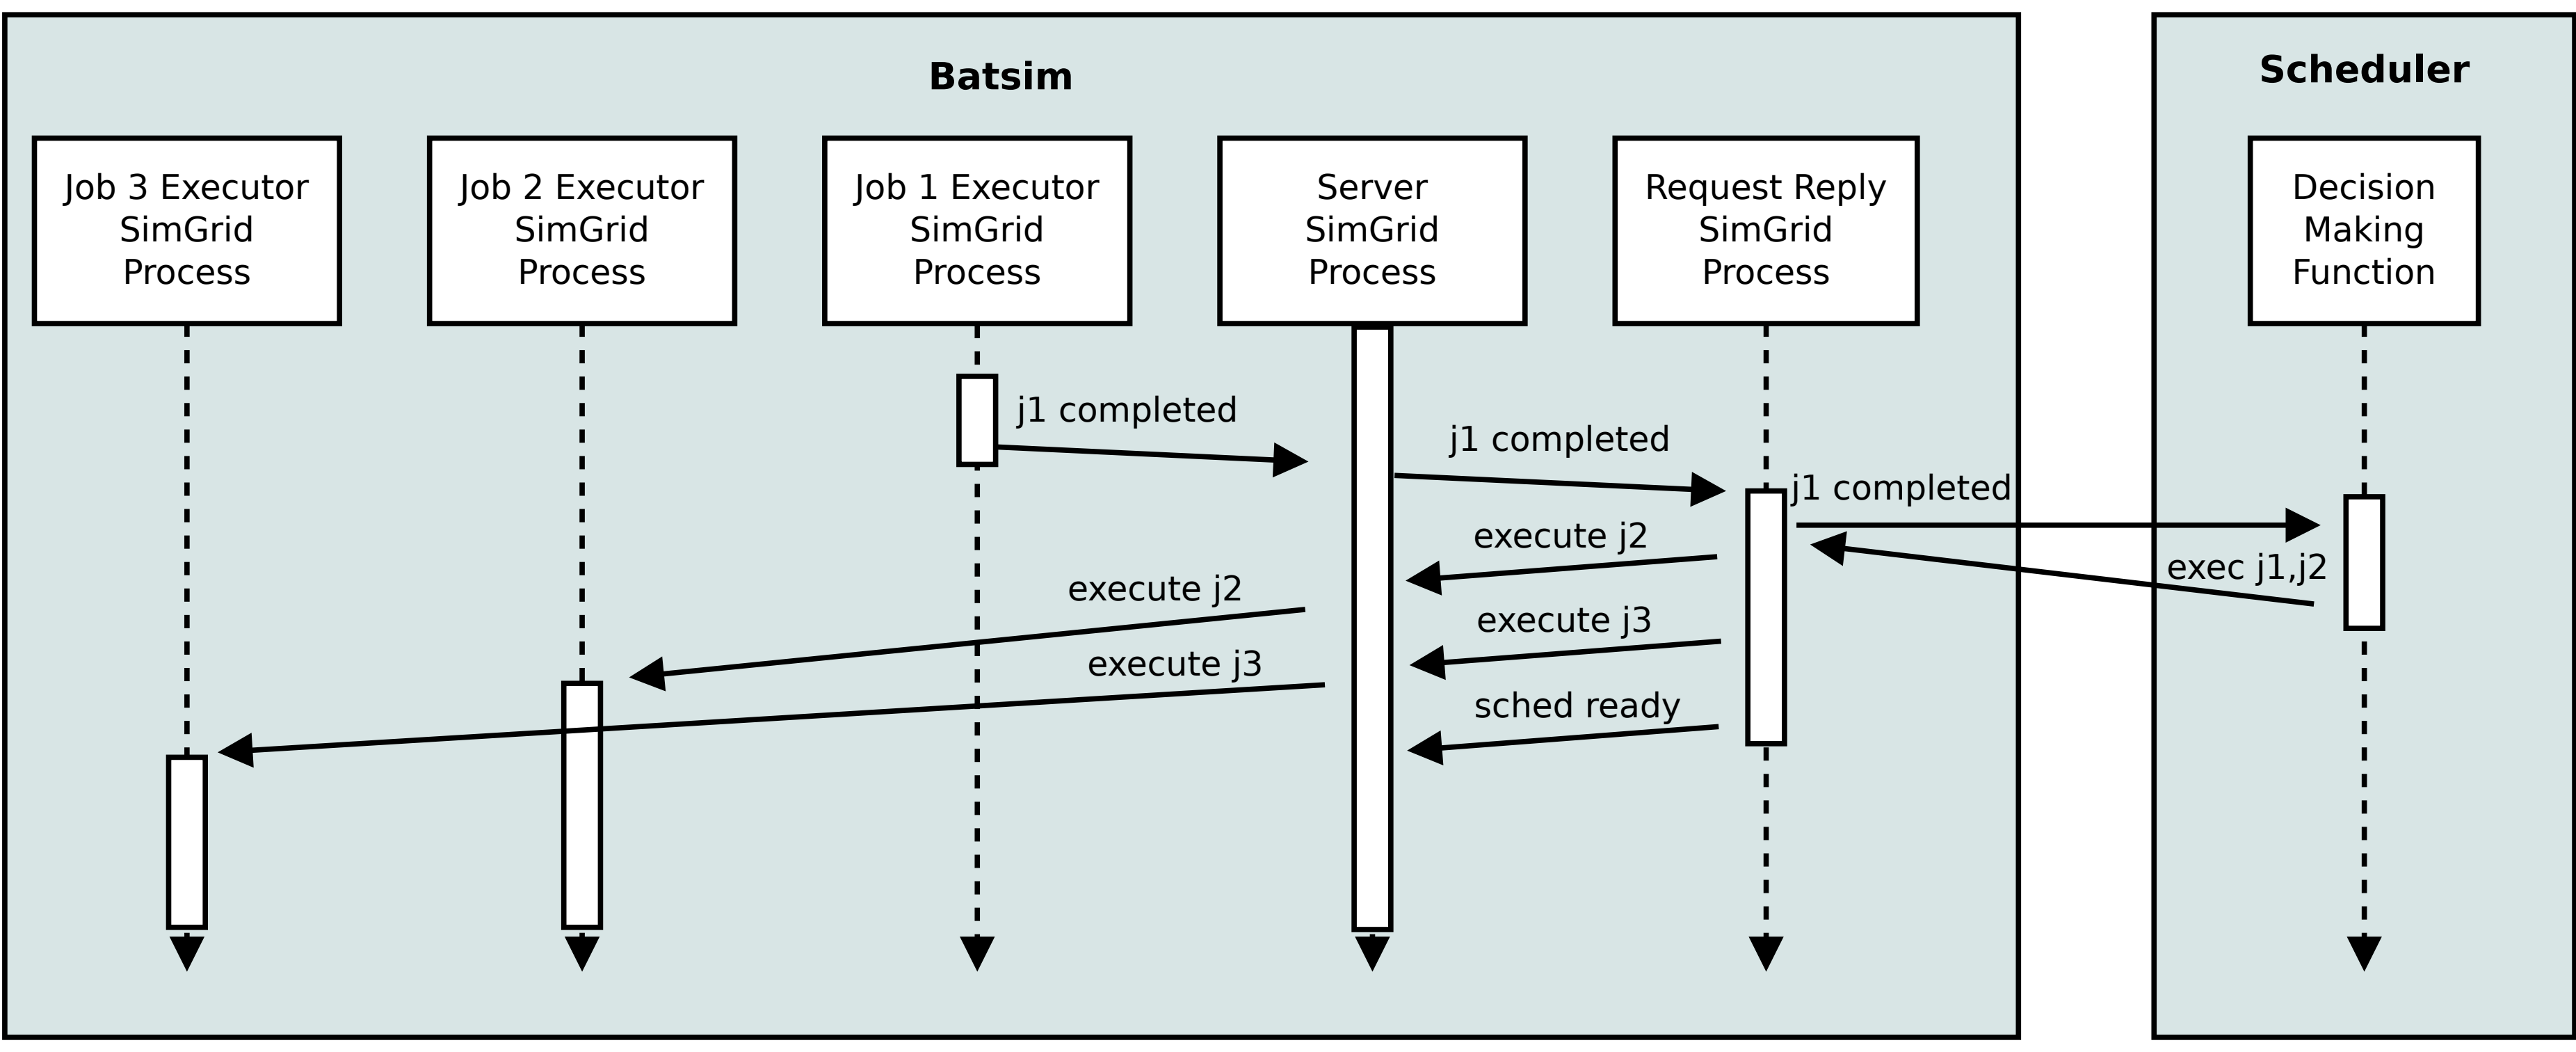 Batsim
Scheduler
Job 3 Executor
SimGrid
Process
Job 2 Executor
SimGrid
Process
Job 1 Executor
SimGrid
Process
Server
SimGrid
Process
Request Reply
SimGrid
Process
Decision
Making
Function
j1 completed
j1 completed
j1 completed
execute j2
exec j1,j2
execute j2
execute j3
execute j3
sched ready